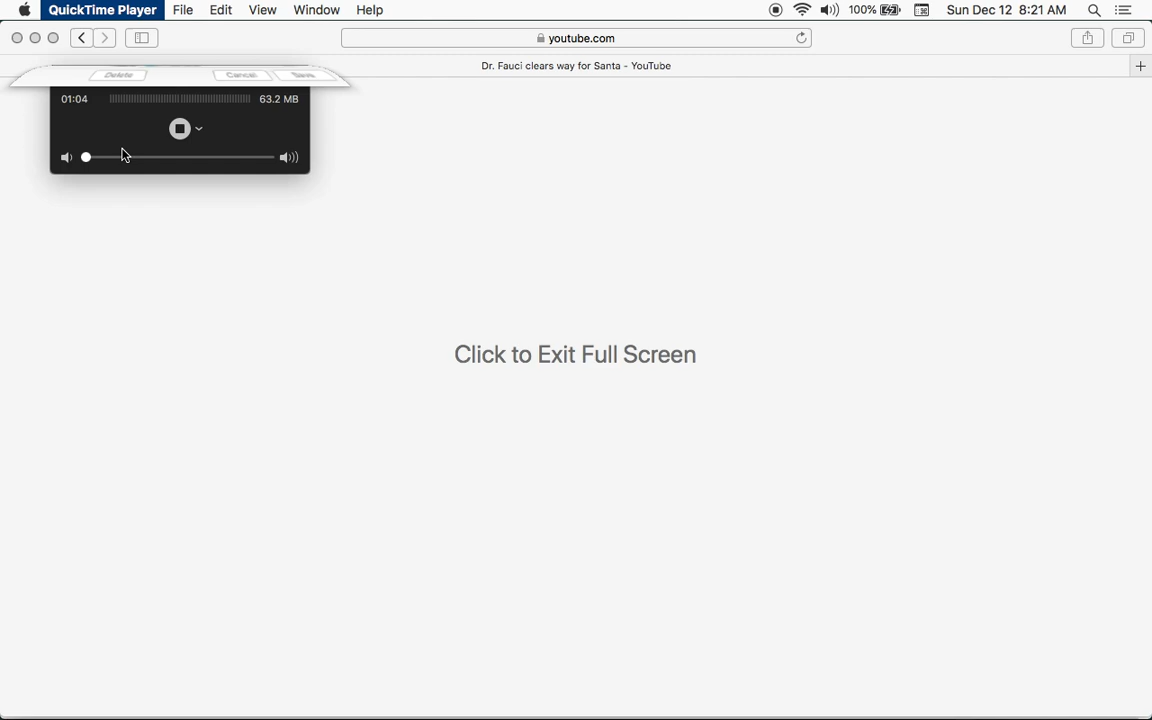 QuickTime Player File Edit View Window Help 100% Sun Dec 12 8:21 AM
youtube.com
Dr. Fauci clears way for Santa - YouTube
Delete Cancel Save
01:04 63.2 MB
Click to Exit Full Screen